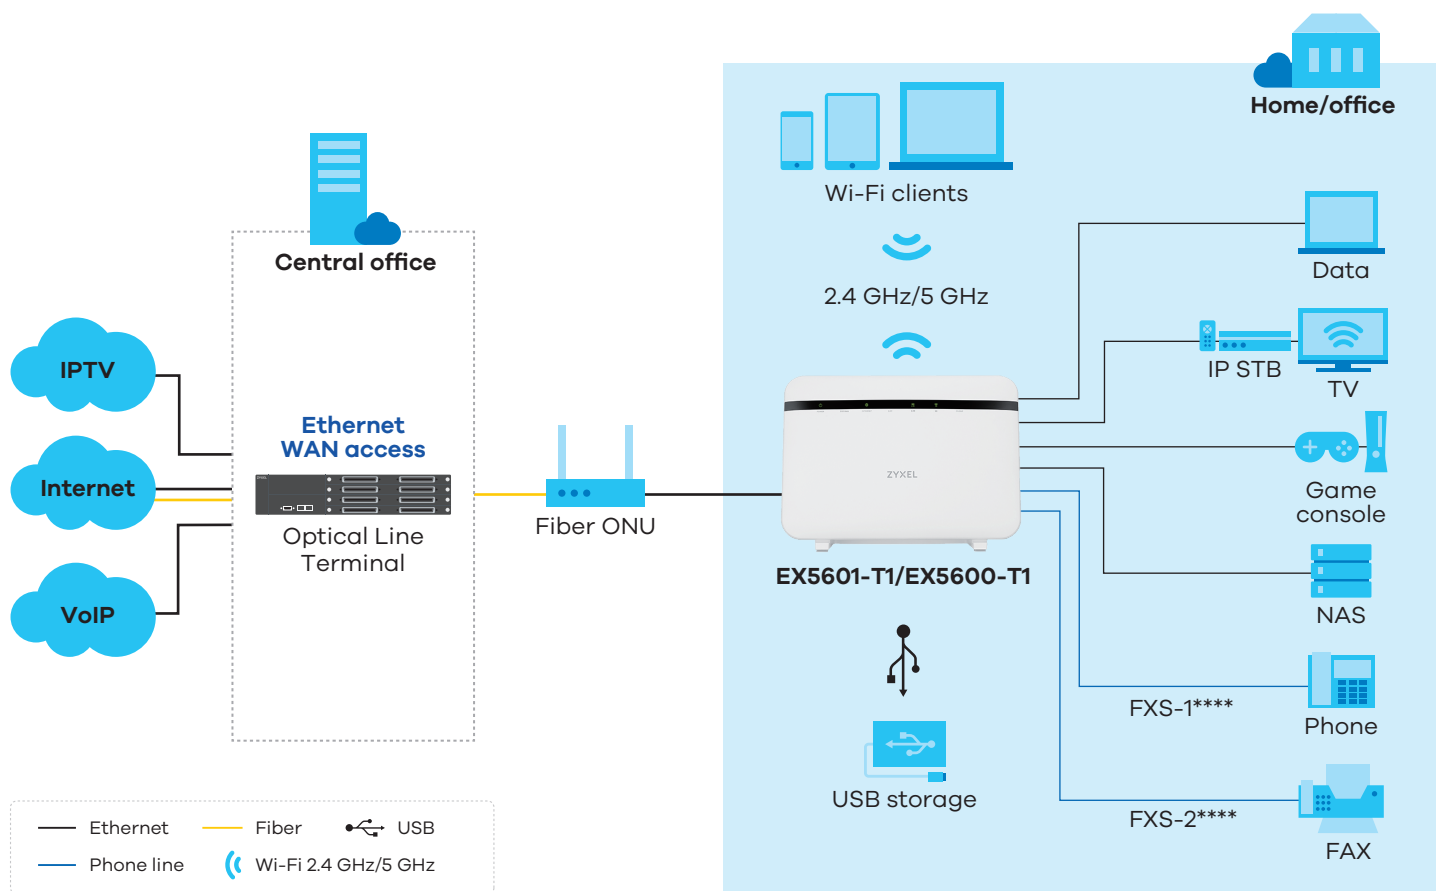 Home/office
Wi-Fi clients
2.4 GHz/5 GHz
Central office
IPTV
Internet
VoIP
Ethernet
WAN access
ZYXEL
Optical Line
Terminal
Fiber ONU
ZYXEL
EX5601-T1/EX5600-T1
USB storage
Data
IP STB
TV
Game
console
NAS
FXS-1****
Phone
FXS-2****
FAX
Ethernet
Fiber
USB
Phone line
Wi-Fi 2.4 GHz/5 GHz